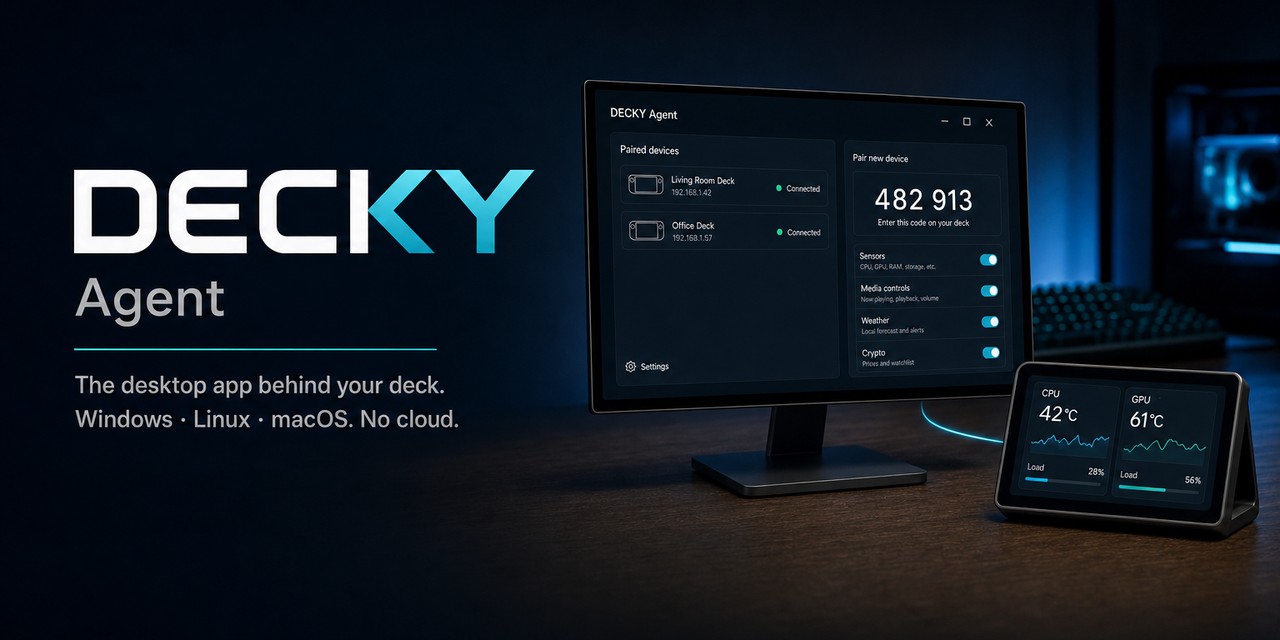 DECKY
Agent
The desktop app behind your deck.
Windows · Linux · macOS. No cloud.
DECKY Agent
Paired devices
Living Room Deck
192.168.1.42
Connected
Office Deck
192.168.1.57
Connected
Settings
Pair new device
482 913
Enter this code on your deck
Sensors
CPU, GPU, RAM, storage, etc.
Media controls
Now playing, playback, volume
Weather
Local forecast and alerts
Crypto
Prices and watchlist
CPU
42°C
Load 28%
GPU
61°C
Load 56%